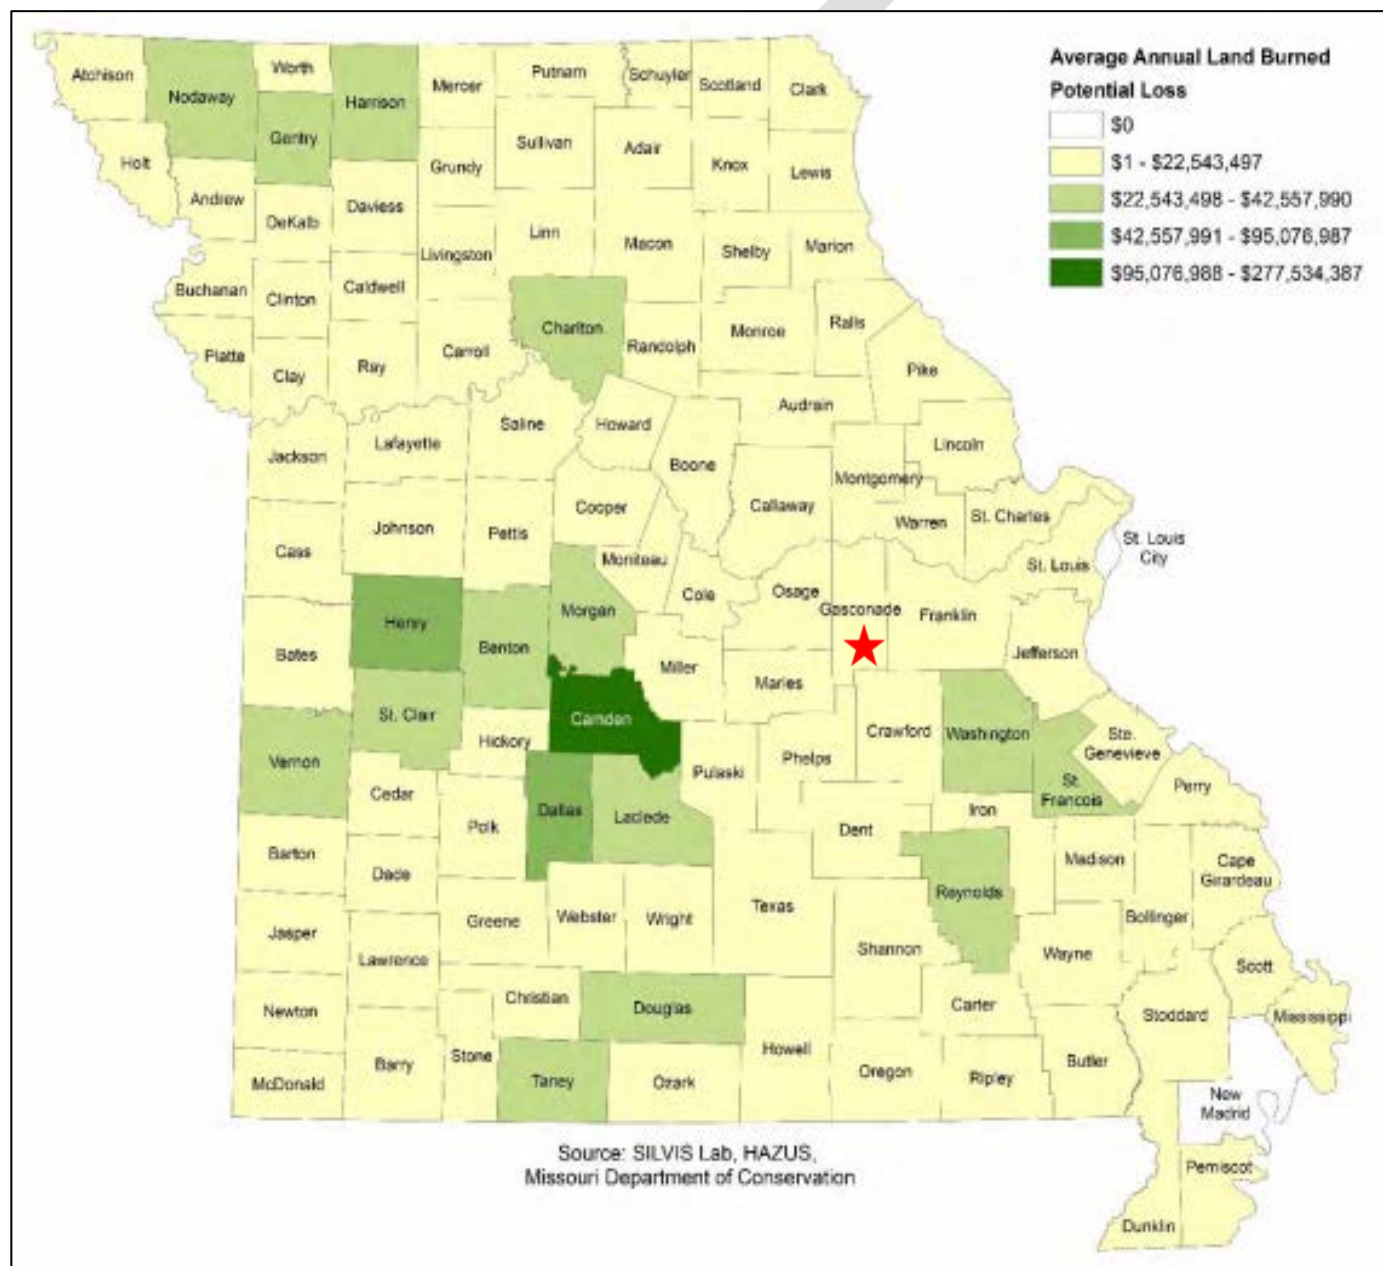 Average Annual Land Burned
Potential Loss
$0
$1 - $22,543,497
$22,543,498 - $42,557,990
$42,557,991 - $95,076,987
$95,076,988 - $277,534,387
Atchison
Nodaway
Worth
Harrison
Mercer
Putnam
Schuyler
Scotland
Clark
Gentry
Holt
Andrew
DeKalb
Daviess
Grundy
Sullivan
Adair
Knox
Lewis
Livingston
Linn
Macon
Shelby
Marion
Buchanan
Clinton
Caldwell
Chariton
Randolph
Monroe
Ralls
Platte
Clay
Ray
Carroll
Pike
Audrain
Saline
Howard
Jackson
Lafayette
Boone
Lincoln
Montgomery
Callaway
Cooper
Warren
St. Charles
Johnson
Pettis
Cass
Moniteau
St. Louis
City
St. Louis
Cole
Osage
Gasconade
Franklin
Morgan
Henry
Benton
Bates
Miller
Maries
Jefferson
St. Clair
Camden
Hickory
Crawford
Washington
Ste.
Genevieve
Vernon
Pulaski
Phelps
St.
Francois
Perry
Cedar
Polk
Dallas
Laclede
Dent
Iron
Barton
Dade
Madison
Cape
Girardeau
Reynolds
Jasper
Greene
Webster
Wright
Texas
Bollinger
Lawrence
Shannon
Wayne
Scott
Newton
Christian
Douglas
Carter
Stoddard
Mississippi
McDonald
Barry
Stone
Taney
Ozark
Howell
Oregon
Ripley
Butler
New
Madrid
Pemiscot
Dunklin
Source: SILVIS Lab, HAZUS,
Missouri Department of Conservation